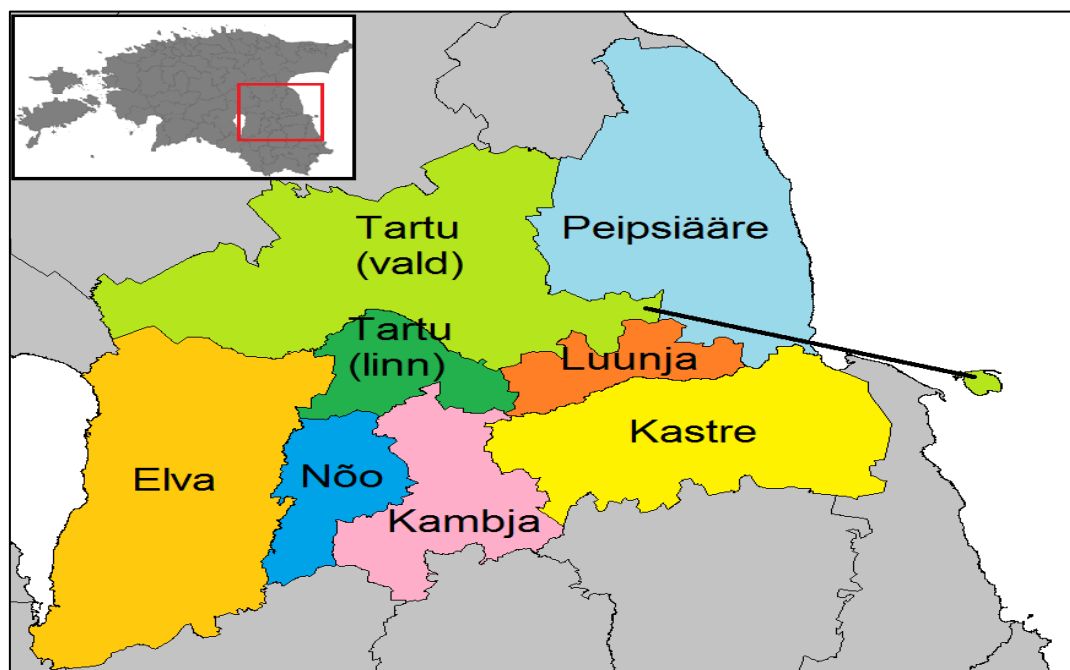 Tartu
(vald)
Peipsiääre
Tartu
(linn)
Luunja
Kastre
Elva
Nõo
Kambja